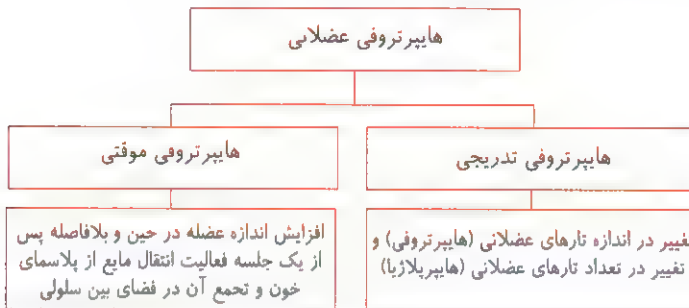 هایپرتروفی عضلانی
هایپرتروفی تدریجی
هایپرتروفی موقتی
تغییر در اندازه تارهای عضلانی (هایپرتروفی) و
تغییر در تعداد تارهای عضلانی (هایپرپلاژیا)
افزایش اندازه عضله در حین و بلافاصله پس
از یک جلسه فعالیت انتقال مایع از پلاسمای
خون و تجمع آن در فضای بین سلولی